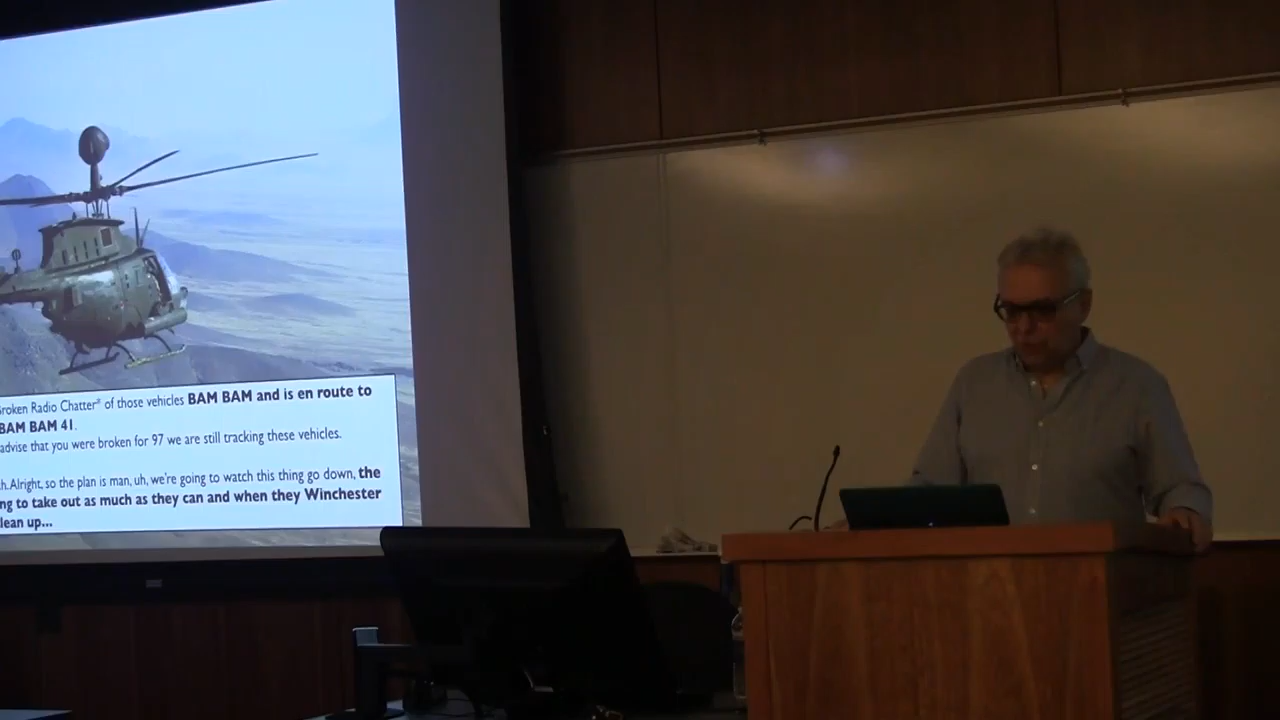 roken Radio Chatter* of those vehicles BAM BAM and is en route to
BAM BAM 41.
advise that you were broken for 97 we are still tracking these vehicles.
h. Alright, so the plan is man, uh, we're going to watch this thing go down, the
ng to take out as much as they can and when they Winchester
lean up...